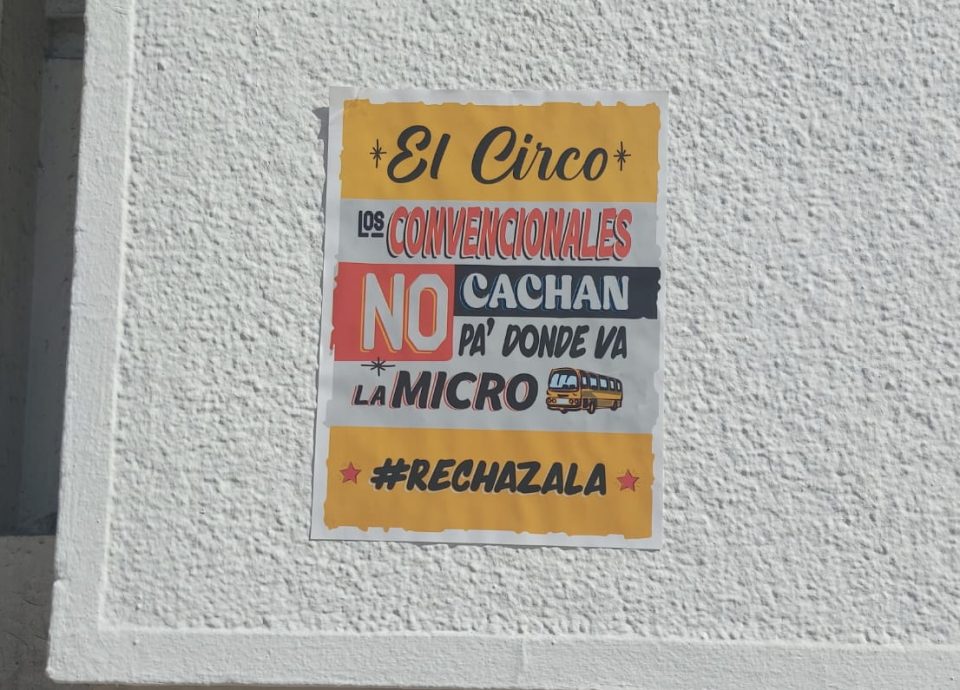 El Circo
LOS CONVENCIONALES
NO CACHAN
PA' DONDE VA
LA MICRO
#RECHAZALA